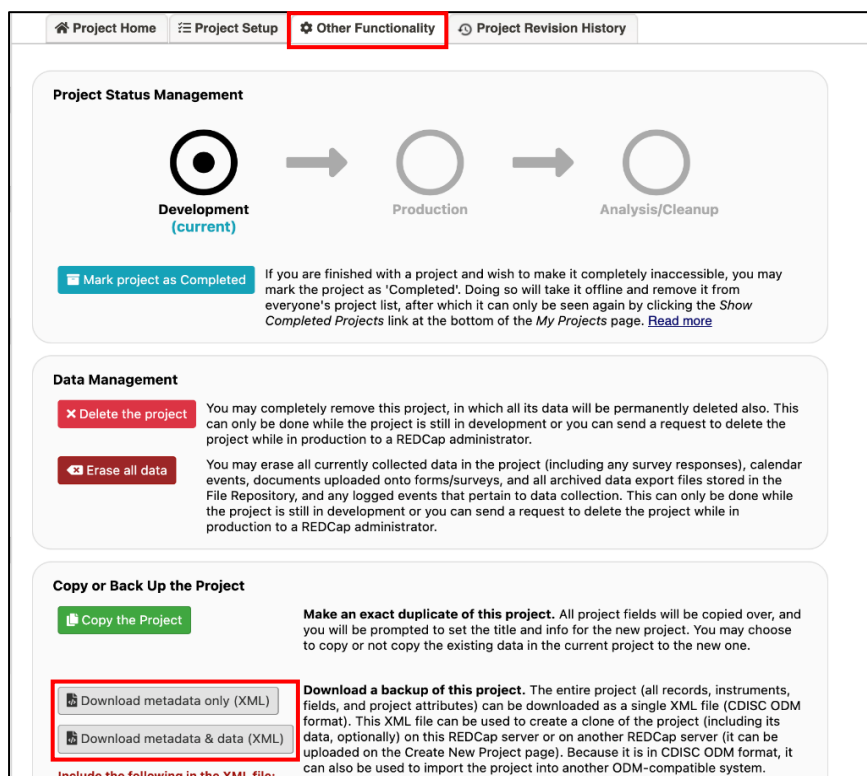 Project Home
Project Setup
Other Functionality
Project Revision History
Project Status Management
Development
(current)
Production
Analysis/Cleanup
Mark project as Completed
If you are finished with a project and wish to make it completely inaccessible, you may
mark the project as 'Completed'. Doing so will take it offline and remove it from
everyone's project list, after which it can only be seen again by clicking the Show
Completed Projects link at the bottom of the My Projects page. Read more
Data Management
Delete the project
You may completely remove this project, in which all its data will be permanently deleted also. This
can only be done while the project is still in development or you can send a request to delete the
project while in production to a REDCap administrator.
Erase all data
You may erase all currently collected data in the project (including any survey responses), calendar
events, documents uploaded onto forms/surveys, and all archived data export files stored in the
File Repository, and any logged events that pertain to data collection. This can only be done while
the project is still in development or you can send a request to delete the project while in
production to a REDCap administrator.
Copy or Back Up the Project
Copy the Project
Make an exact duplicate of this project. All project fields will be copied over, and
you will be prompted to set the title and info for the new project. You may choose
to copy or not copy the existing data in the current project to the new one.
Download metadata only (XML)
Download metadata & data (XML)
Download a backup of this project. The entire project (all records, instruments,
fields, and project attributes) can be downloaded as a single XML file (CDISC ODM
format). This XML file can be used to create a clone of the project (including its
data, optionally) on this REDCap server or on another REDCap server (it can be
uploaded on the Create New Project page). Because it is in CDISC ODM format, it
can also be used to import the project into another ODM-compatible system.
Include the following in the XML file: